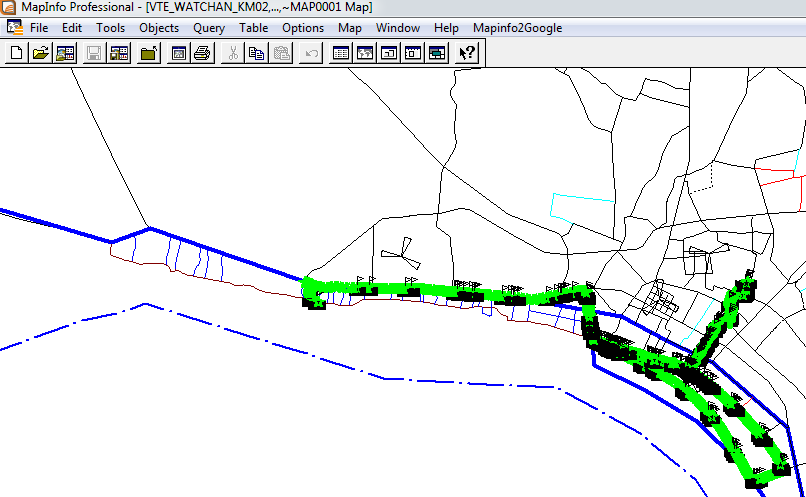 MapInfo Professional - [VTE_WATCHAN_KM02,...,~MAP0001 Map]
File Edit Tools Objects Query Table Options Map Window Help Mapinfo2Google